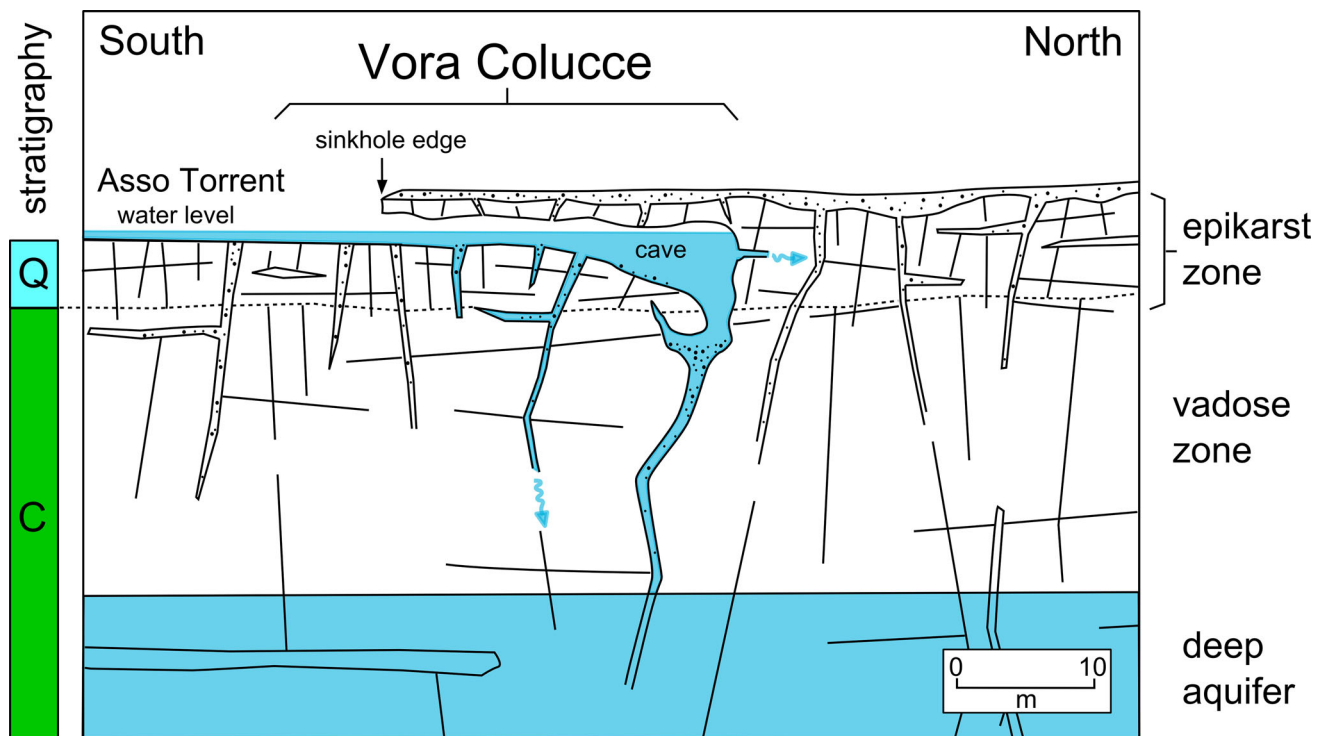 South
North
Vora Colucce
stratigraphy
sinkhole edge
Asso Torrent
water level
cave
epikarst
zone
Q
C
vadose
zone
deep
aquifer
0 10
m